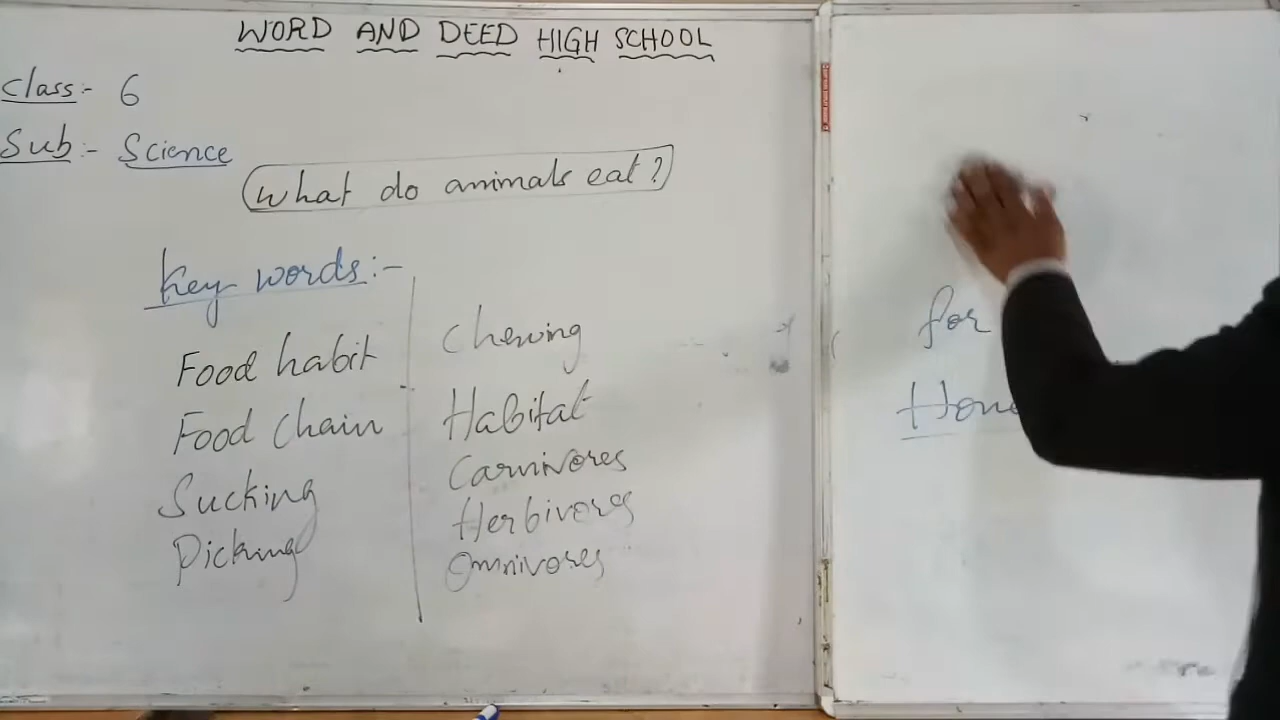 WORD AND DEED HIGH SCHOOL
Class:- 6
Sub:- Science
What do animals eat?
Key words:-
Food habit
Food chain
Sucking
Picking
Chewing
Habitat
Carnivores
Herbivores
Omnivores
for